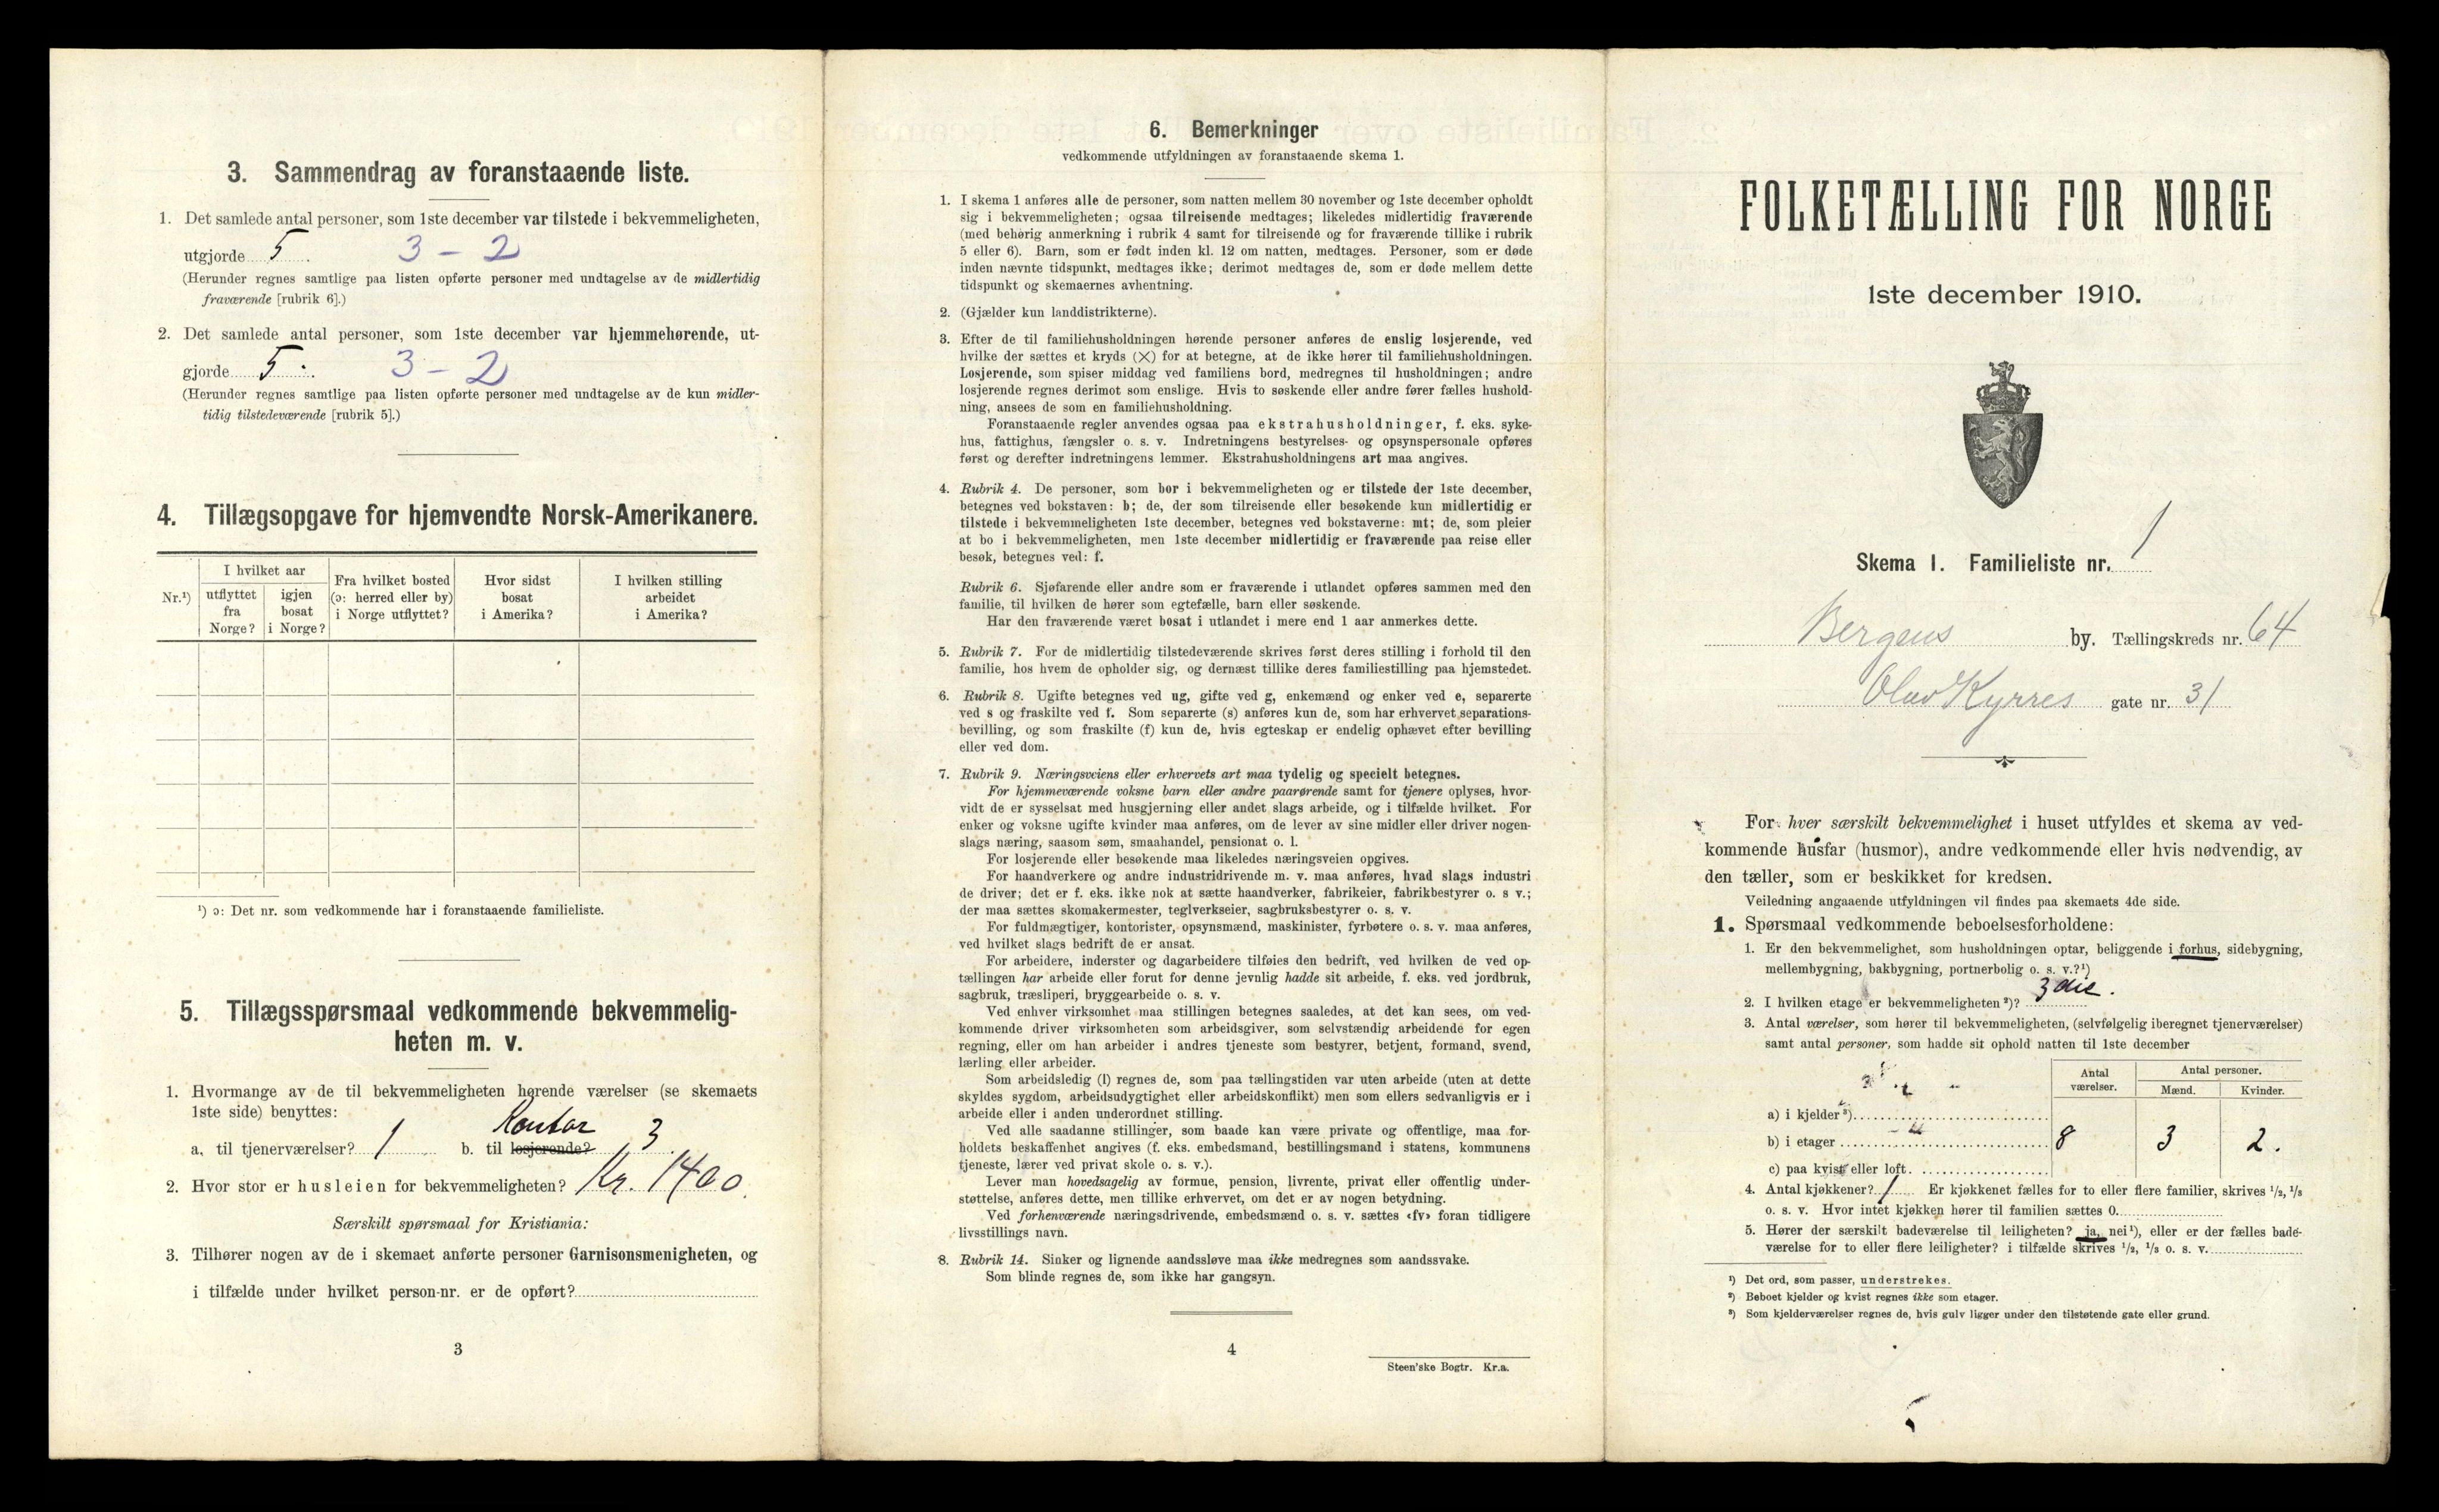 3. Sammendrag av foranstaaende liste.
1. Det samlede antal personer, som 1ste december var tilstede i bekvemmeligheten,
utgjorde 5. 3 – 2
(Herunder regnes samtlige paa listen opførte personer med undtagelse av de midlertidig
fraværende [rubrik 6].)
2. Det samlede antal personer, som 1ste december var hjemmehørende, ut-
gjorde 5. 3 – 2
(Herunder regnes samtlige paa listen opførte personer med undtagelse av de kun midler-
tidig tilstedeværende [rubrik 5].)
4. Tillægsopgave for hjemvendte Norsk-Amerikanere.
Nr.¹)
I hvilket aar
utflyttet
fra
Norge?
igjen
bosat
i Norge?
Fra hvilket bosted
(ɔ: herred eller by)
i Norge utflyttet?
Hvor sidst
bosat
i Amerika?
I hvilken stilling
arbeidet
i Amerika?
¹) ɔ: Det nr. som vedkommende har i foranstaaende familieliste.
5. Tillægsspørsmaal vedkommende bekvemmelig-
heten m. v.
1. Hvormange av de til bekvemmeligheten hørende værelser (se skemaets
1ste side) benyttes:
Kontor
a. til tjenerværelser? 1 b. til losjerende? 3
2. Hvor stor er husleien for bekvemmeligheten? Kr. 1400.
Særskilt spørsmaal for Kristiania:
3. Tilhører nogen av de i skemaet anførte personer Garnisonsmenigheten, og
i tilfælde under hvilket person-nr. er de opført?
3
6. Bemerkninger
vedkommende utfyldningen av foranstaaende skema 1.
1. I skema 1 anføres alle de personer, som natten mellem 30 november og 1ste december opholdt
sig i bekvemmeligheten; ogsaa tilreisende medtages; likeledes midlertidig fraværende
(med behørig anmerkning i rubrik 4 samt for tilreisende og for fraværende tillike i rubrik
5 eller 6). Barn, som er født inden kl. 12 om natten, medtages. Personer, som er døde
inden nævnte tidspunkt, medtages ikke; derimot medtages de, som er døde mellem dette
tidspunkt og skemaernes avhentning.
2. (Gjælder kun landdistrikterne).
3. Efter de til familiehusholdningen hørende personer anføres de enslig losjerende, ved
hvilke der sættes et kryds (×) for at betegne, at de ikke hører til familiehusholdningen.
Losjerende, som spiser middag ved familiens bord, medregnes til husholdningen; andre
losjerende regnes derimot som enslige. Hvis to søskende eller andre fører fælles hushold-
ning, ansees de som en familiehusholdning.
Foranstaaende regler anvendes ogsaa paa ekstrahusholdninger, f. eks. syke-
hus, fattighus, fængsler o. s. v. Indretningens bestyrelses- og opsynspersonale opføres
først og derefter indretningens lemmer. Ekstrahusholdningens art maa angives.
4. Rubrik 4. De personer, som bor i bekvemmeligheten og er tilstede der 1ste december,
betegnes ved bokstaven: b; de, der som tilreisende eller besøkende kun midlertidig er
tilstede i bekvemmeligheten 1ste december, betegnes ved bokstaverne: mt; de, som pleier
at bo i bekvemmeligheten, men 1ste december midlertidig er fraværende paa reise eller
besøk, betegnes ved: f.
Rubrik 6. Sjøfarende eller andre som er fraværende i utlandet opføres sammen med den
familie, til hvilken de hører som egtefælle, barn eller søskende.
Har den fraværende været bosat i utlandet i mere end 1 aar anmerkes dette.
5. Rubrik 7. For de midlertidig tilstedeværende skrives først deres stilling i forhold til den
familie, hos hvem de opholder sig, og dernæst tillike deres familiestilling paa hjemstedet.
6. Rubrik 8. Ugifte betegnes ved ug, gifte ved g, enkemænd og enker ved e, separerte
ved s og fraskilte ved f. Som separerte (s) anføres kun de, som har erhvervet separations-
bevilling, og som fraskilte (f) kun de, hvis egteskap er endelig ophævet efter bevilling
eller ved dom.
7. Rubrik 9. Næringsveiens eller erhvervets art maa tydelig og specielt betegnes.
For hjemmeværende voksne barn eller andre paarørende samt for tjenere oplyses, hvor-
vidt de er sysselsat med husgjerning eller andet slags arbeide, og i tilfælde hvilket. For
enker og voksne ugifte kvinder maa anføres, om de lever av sine midler eller driver nogen-
slags næring, saasom søm, smaahandel, pensionat o. l.
For losjerende eller besøkende maa likeledes næringsveien opgives.
For haandverkere og andre industridrivende m. v. maa anføres, hvad slags industri
de driver; det er f. eks. ikke nok at sætte haandverker, fabrikeier, fabrikbestyrer o. s v.;
der maa sættes skomakermester, teglverkseier, sagbruksbestyrer o. s. v.
For fuldmægtiger, kontorister, opsynsmænd, maskinister, fyrbøtere o. s. v. maa anføres,
ved hvilket slags bedrift de er ansat.
For arbeidere, inderster og dagarbeidere tilføies den bedrift, ved hvilken de ved op-
tællingen har arbeide eller forut for denne jevnlig hadde sit arbeide, f. eks. ved jordbruk,
sagbruk, træsliperi, bryggearbeide o. s. v.
Ved enhver virksomhet maa stillingen betegnes saaledes, at det kan sees, om ved-
kommende driver virksomheten som arbeidsgiver, som selvstændig arbeidende for egen
regning, eller om han arbeider i andres tjeneste som bestyrer, betjent, formand, svend,
lærling eller arbeider.
Som arbeidsledig (l) regnes de, som paa tællingstiden var uten arbeide (uten at dette
skyldes sygdom, arbeidsudygtighet eller arbeidskonflikt) men som ellers sedvanligvis er i
arbeide eller i anden underordnet stilling.
Ved alle saadanne stillinger, som baade kan være private og offentlige, maa for-
holdets beskaffenhet angives (f. eks. embedsmand, bestillingsmand i statens, kommunens
tjeneste, lærer ved privat skole o. s. v.).
Lever man hovedsagelig av formue, pension, livrente, privat eller offentlig under-
støttelse, anføres dette, men tillike erhvervet, om det er av nogen betydning.
Ved forhenværende næringsdrivende, embedsmænd o. s. v. sættes «fv» foran tidligere
livsstillings navn.
8. Rubrik 14. Sinker og lignende aandssløve maa ikke medregnes som aandssvake.
Som blinde regnes de, som ikke har gangsyn.
4
Steen'ske Bogtr. Kr.a.
FOLKETÆLLING FOR NORGE
1ste december 1910.
Skema 1. Familieliste nr. 1
Bergens by. Tællingskreds nr. 64
Olav Kyrres gate nr. 31
For hver særskilt bekvemmelighet i huset utfyldes et skema av ved-
kommende husfar (husmor), andre vedkommende eller hvis nødvendig, av
den tæller, som er beskikket for kredsen.
Veiledning angaaende utfyldningen vil findes paa skemaets 4de side.
1. Spørsmaal vedkommende beboelsesforholdene:
1. Er den bekvemmelighet, som husholdningen optar, beliggende i forhus, sidebygning,
mellembygning, bakbygning, portnerbolig o. s. v.?¹)
2. I hvilken etage er bekvemmeligheten ²)? 3die.
3. Antal værelser, som hører til bekvemmeligheten, (selvfølgelig iberegnet tjenerværelser)
samt antal personer, som hadde sit ophold natten til 1ste december
Antal
værelser.
Antal personer.
Mænd. Kvinder.
a) i kjelder ³)
b) i etager 8 3 2.
c) paa kvist eller loft.
4. Antal kjøkkener? 1 Er kjøkkenet fælles for to eller flere familier, skrives ¹/₂, ¹/₃
o. s. v. Hvor intet kjøkken hører til familien sættes 0.
5. Hører der særskilt badeværelse til leiligheten? ja, nei¹), eller er der fælles bade-
værelse for to eller flere leiligheter? i tilfælde skrives ¹/₂, ¹/₃ o. s. v.
¹) Det ord, som passer, understrekes.
²) Beboet kjelder og kvist regnes ikke som etager.
³) Som kjelderværelser regnes de, hvis gulv ligger under den tilstøtende gate eller grund.